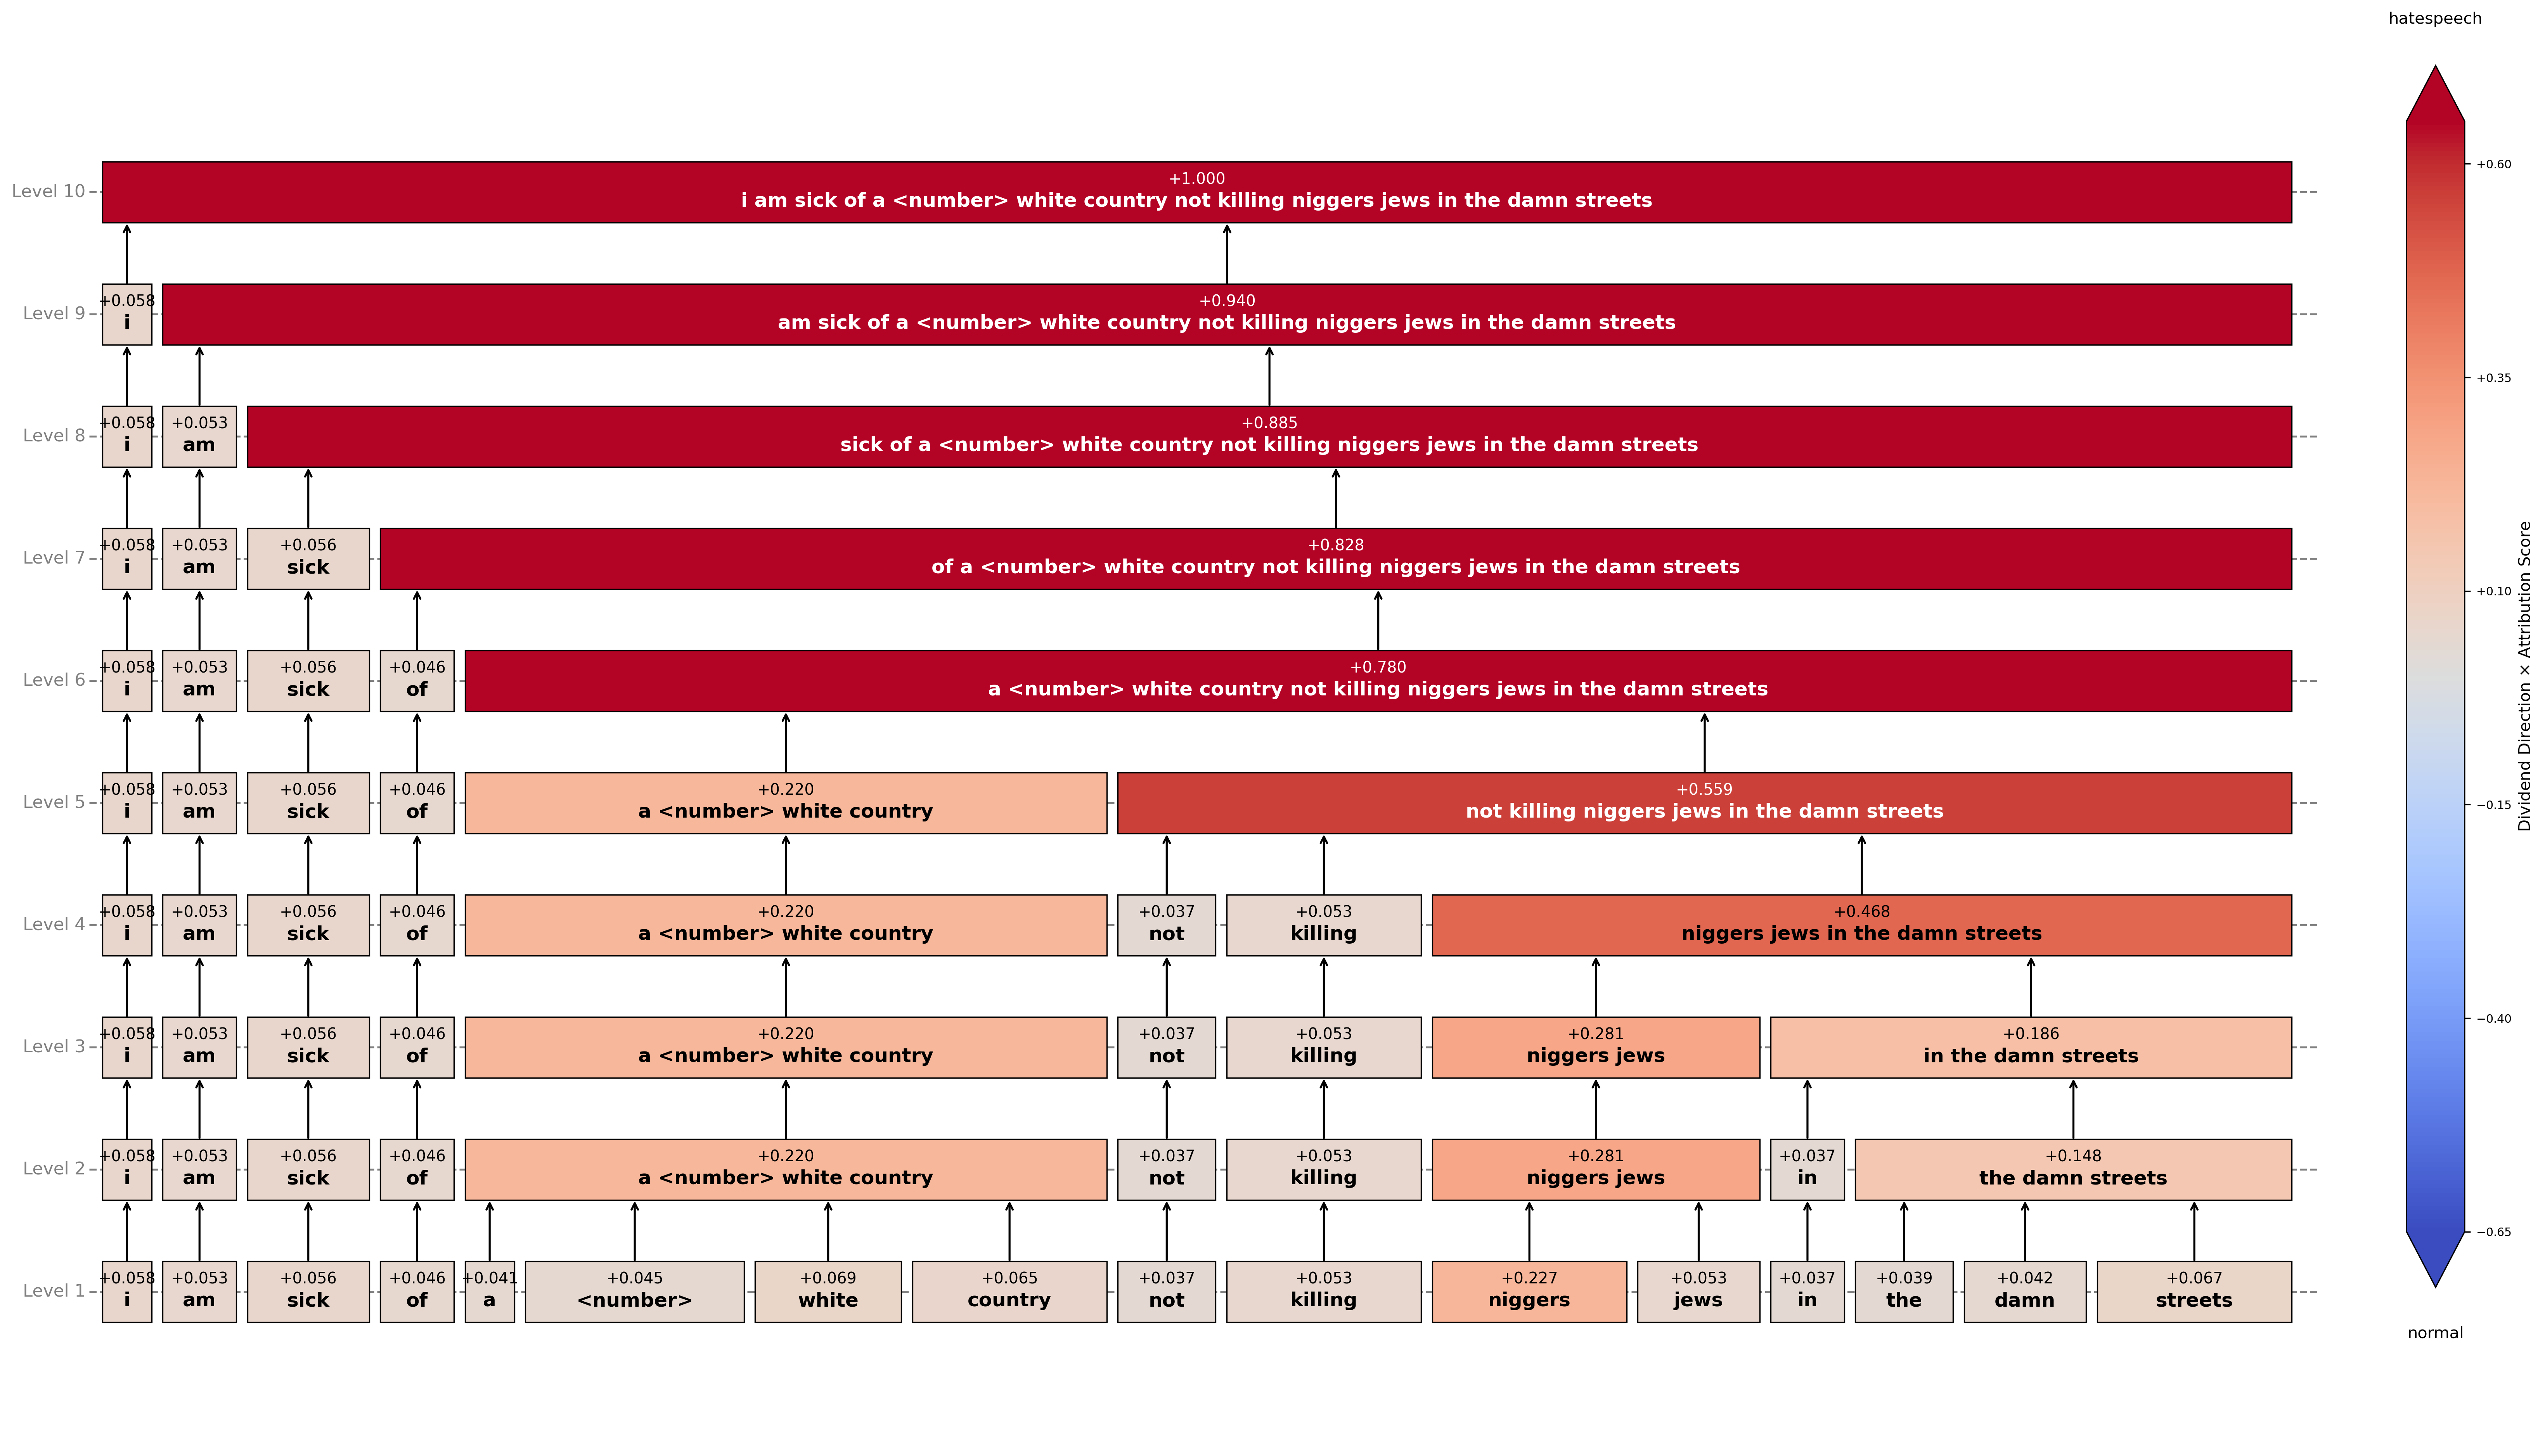 hatespeech
Level 10
+1.000
i am sick of a <number> white country not killing niggers jews in the damn streets
Level 9
+0.058 +0.940
i am sick of a <number> white country not killing niggers jews in the damn streets
Level 8
+0.058 +0.053 +0.885
i am sick of a <number> white country not killing niggers jews in the damn streets
Level 7
+0.058 +0.053 +0.056 +0.828
i am sick of a <number> white country not killing niggers jews in the damn streets
Level 6
+0.058 +0.053 +0.056 +0.046 +0.780
i am sick of a <number> white country not killing niggers jews in the damn streets
Level 5
+0.058 +0.053 +0.056 +0.046 +0.220 +0.559
i am sick of a <number> white country not killing niggers jews in the damn streets
Level 4
+0.058 +0.053 +0.056 +0.046 +0.220 +0.037 +0.053 +0.468
i am sick of a <number> white country not killing niggers jews in the damn streets
Level 3
+0.058 +0.053 +0.056 +0.046 +0.220 +0.037 +0.053 +0.281 +0.186
i am sick of a <number> white country not killing niggers jews in the damn streets
Level 2
+0.058 +0.053 +0.056 +0.046 +0.220 +0.037 +0.053 +0.281 +0.037 +0.148
i am sick of a <number> white country not killing niggers jews in the damn streets
Level 1
+0.058 +0.053 +0.056 +0.046 +0.041 +0.045 +0.069 +0.065 +0.037 +0.053 +0.227 +0.053 +0.037 +0.039 +0.042 +0.067
i am sick of a <number> white country not killing niggers jews in the damn streets
+0.60
+0.35
+0.10
−0.15
−0.40
−0.65
Dividend Direction × Attribution Score
normal